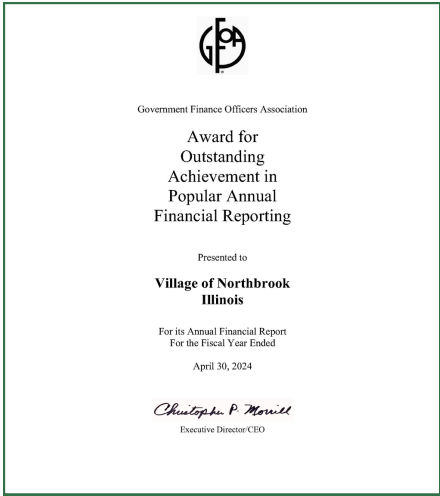 GFOA
Government Finance Officers Association
Award for
Outstanding
Achievement in
Popular Annual
Financial Reporting
Presented to
Village of Northbrook
Illinois
For its Annual Financial Report
For the Fiscal Year Ended
April 30, 2024
Christopher P. Morrill
Executive Director/CEO